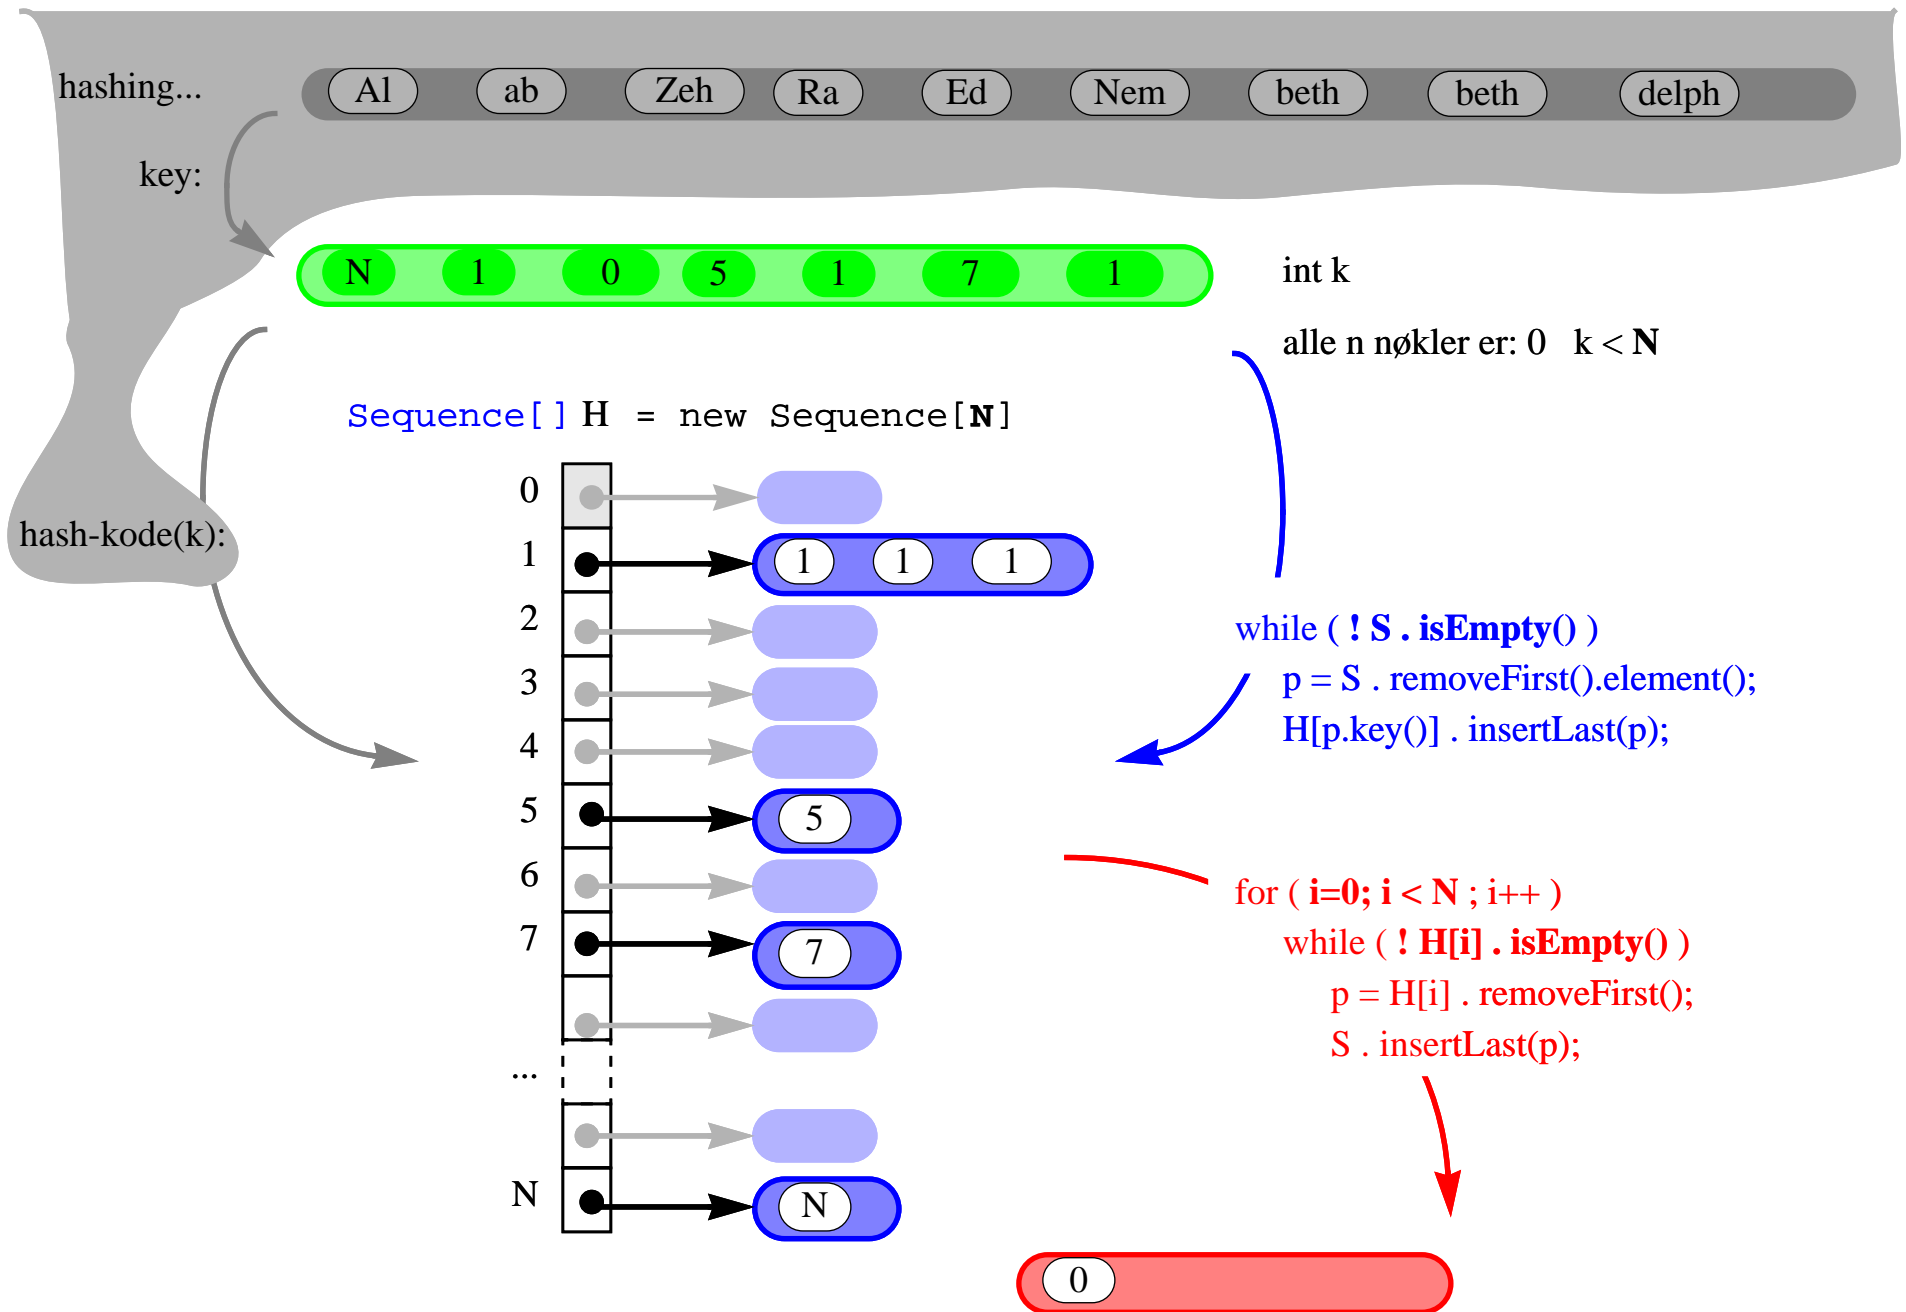 hashing... Al ab Zeh Ra Ed Nem beth beth delph
key:
N 1 0 5 1 7 1 int k
alle n nøkler er: 0 k < N
Sequence[] H = new Sequence[N]
0
hash-kode(k):
1 1 1 1
2
3
4
5 5
6
7 7
...
N N
while ( ! S . isEmpty() )
p = S . removeFirst().element();
H[p.key()] . insertLast(p);
for ( i=0; i < N ; i++ )
while ( ! H[i] . isEmpty() )
p = H[i] . removeFirst();
S . insertLast(p);
0